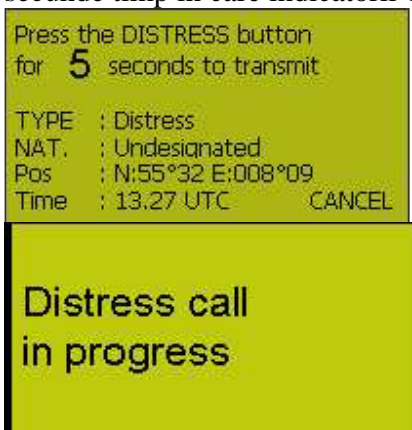 Press the DISTRESS button
for 5 seconds to transmit
TYPE : Distress
NAT. : Undesignated
Pos : N:55°32 E:008°09
Time : 13.27 UTC CANCEL
Distress call
in progress